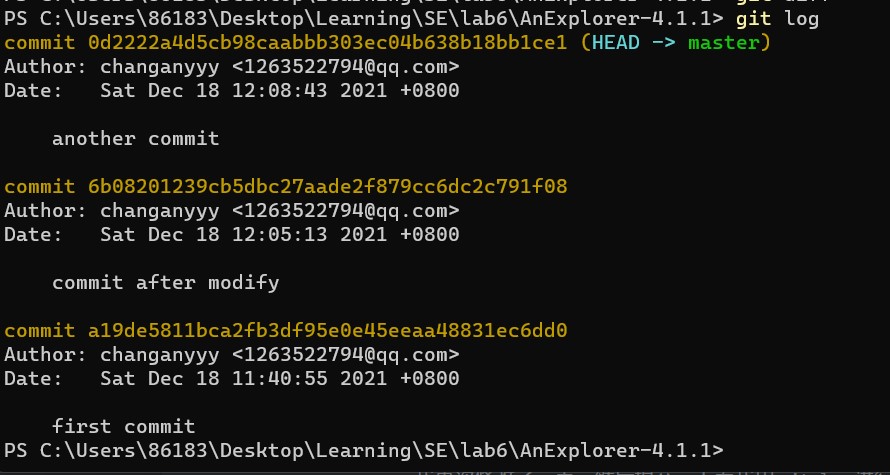 PS C:\Users\86183\Desktop\Learning\SE\lab6\AnExplorer-4.1.1> git log
commit 0d2222a4d5cb98caabbb303ec04b638b18bb1ce1 (HEAD -> master)
Author: changanyyy <1263522794@qq.com>
Date:   Sat Dec 18 12:08:43 2021 +0800
another commit
commit 6b08201239cb5dbc27aade2f879cc6dc2c791f08
Author: changanyyy <1263522794@qq.com>
Date:   Sat Dec 18 12:05:13 2021 +0800
commit after modify
commit a19de5811bca2fb3df95e0e45eeaa48831ec6dd0
Author: changanyyy <1263522794@qq.com>
Date:   Sat Dec 18 11:40:55 2021 +0800
first commit
PS C:\Users\86183\Desktop\Learning\SE\lab6\AnExplorer-4.1.1>